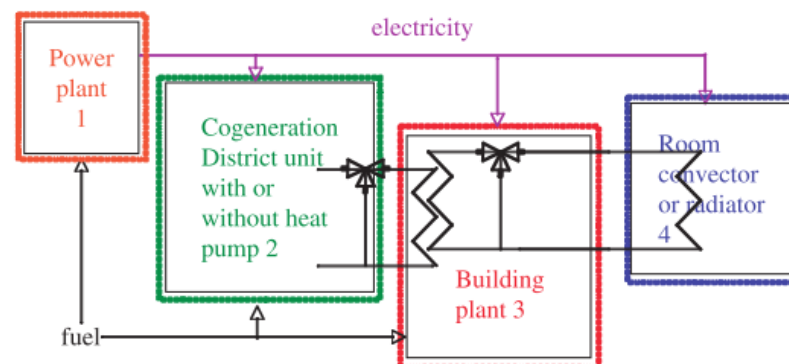 electricity
Power
plant
1
Cogeneration
District unit
with or
without heat
pump 2
Room
convector
or radiator
4
Building
plant 3
fuel